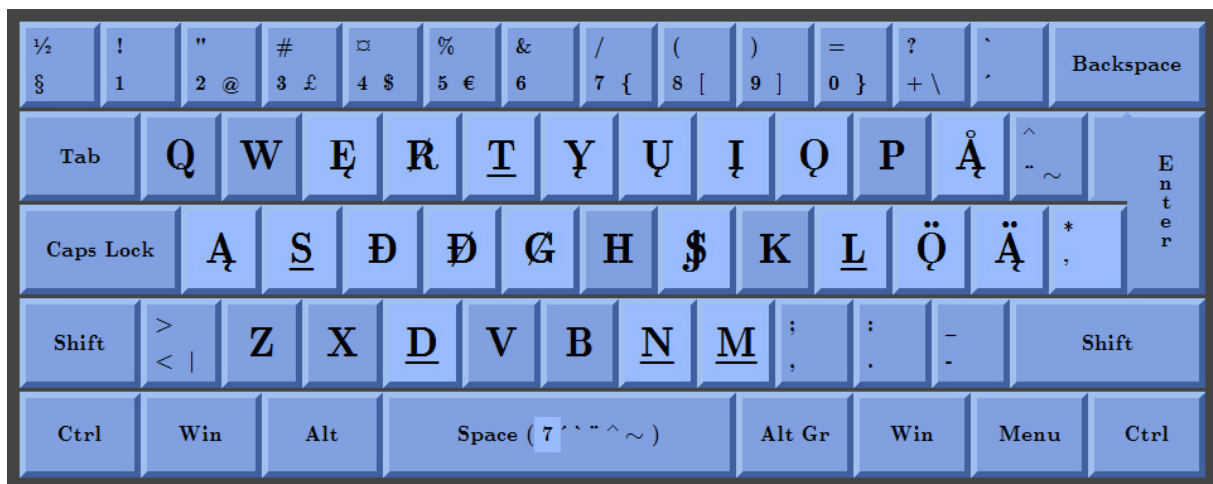 ½ ! " # ¤ % & / ( ) = ? `
§ 1 2 @ 3 £ 4 $ 5 € 6 7 { 8 [ 9 ] 0 } + \ ´ Backspace
Tab Q W Ę R̸ T̲ Y̨ Ų Į Ǫ P Ą̊ ^ ¨ ~ Enter
Caps Lock Ą S̲ Đ Đ̸ G̸ H $ K L̲ Ǫ̈ Ą̈ * ,
Shift > < | Z X D̲ V B N̲ M̲ ; , : . _ - Shift
Ctrl Win Alt Space ( 7 ´ ` ¨ ^ ~ ) Alt Gr Win Menu Ctrl